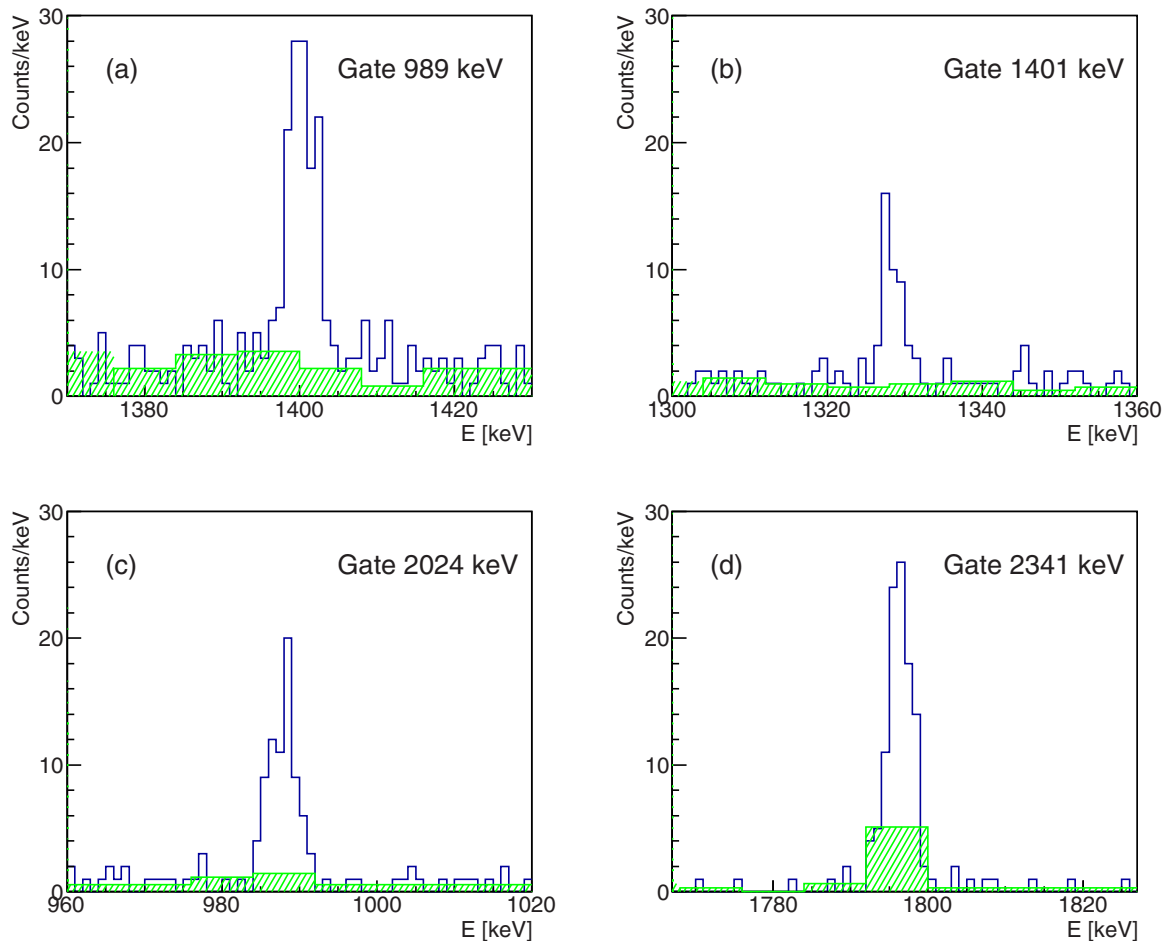 Counts/keV
30
20
10
0
(a)
Gate 989 keV
1380
1400
1420
E [keV]
Counts/keV
30
20
10
0
(b)
Gate 1401 keV
1300
1320
1340
1360
E [keV]
Counts/keV
30
20
10
0
(c)
Gate 2024 keV
960
980
1000
1020
E [keV]
Counts/keV
30
20
10
0
(d)
Gate 2341 keV
1780
1800
1820
E [keV]